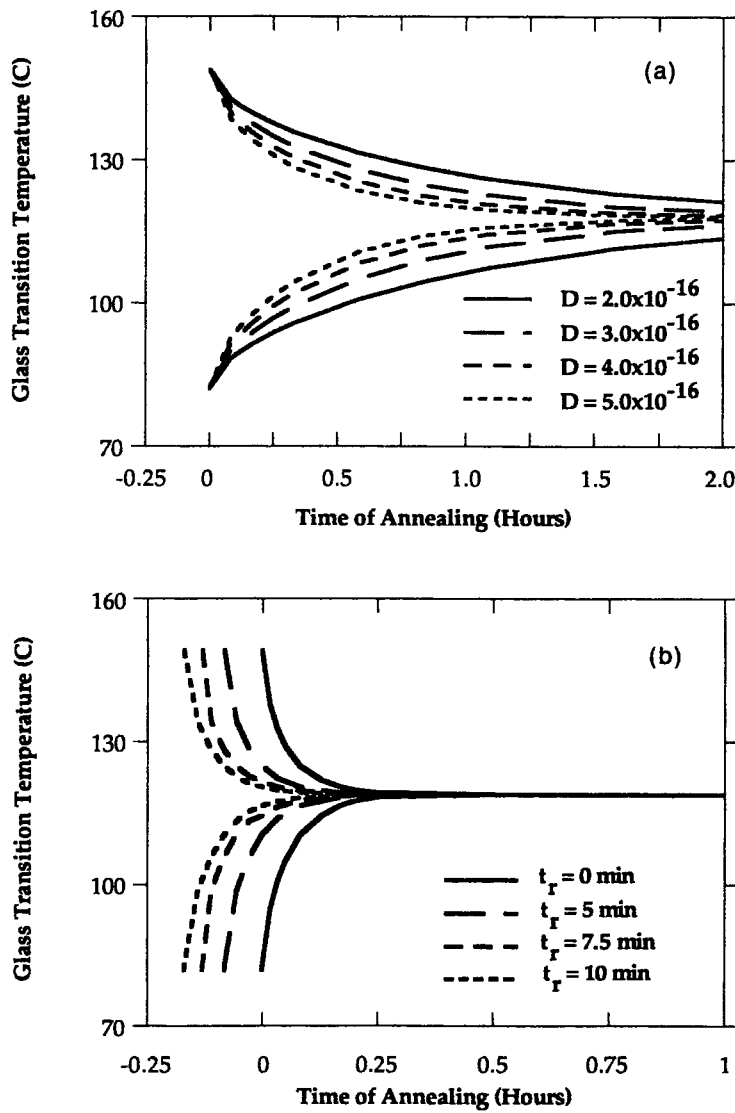 160
(a)
130
100
70
Glass Transition Temperature (C)
D = 2.0x10^-16
D = 3.0x10^-16
D = 4.0x10^-16
D = 5.0x10^-16
-0.25 0 0.5 1.0 1.5 2.0
Time of Annealing (Hours)
160
(b)
130
100
70
Glass Transition Temperature (C)
t_r = 0 min
t_r = 5 min
t_r = 7.5 min
t_r = 10 min
-0.25 0 0.25 0.75 1
Time of Annealing (Hours)